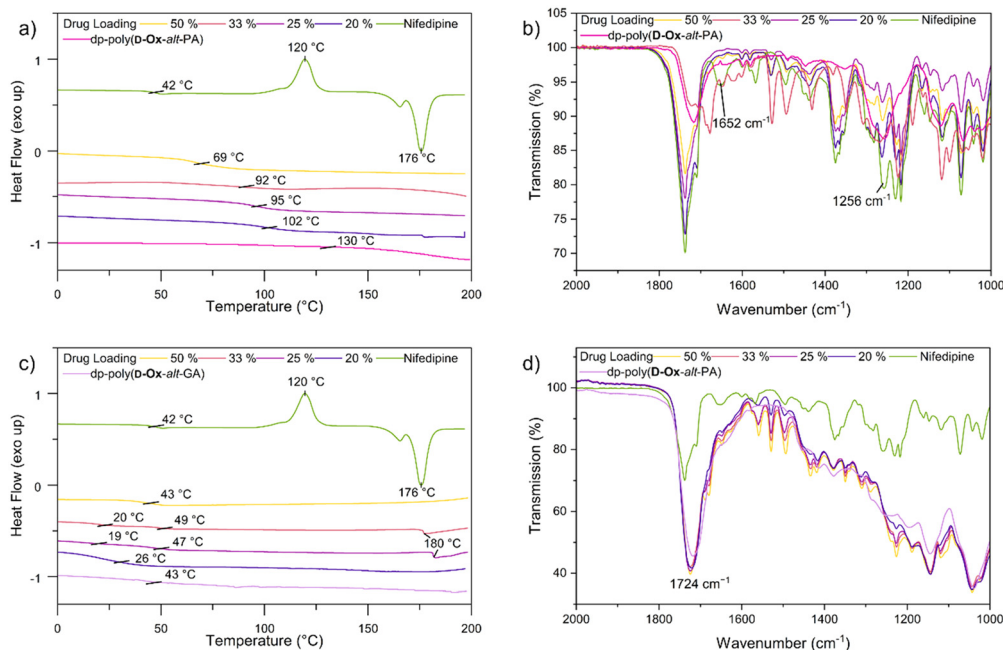 a)
Drug Loading 50 % 33 % 25 % 20 % Nifedipine
dp-poly(D-Ox-alt-PA)
120 °C
42 °C
176 °C
69 °C
92 °C
95 °C
102 °C
130 °C
1
0
-1
Heat Flow (exo up)
0 50 100 150 200
Temperature (°C)
b)
Drug Loading 50 % 33 % 25 % 20 % Nifedipine
dp-poly(D-Ox-alt-PA)
1652 cm⁻¹
1256 cm⁻¹
100
95
90
85
80
75
70
Transmission (%)
2000 1800 1600 1400 1200 1000
Wavenumber (cm⁻¹)
c)
Drug Loading 50 % 33 % 25 % 20 % Nifedipine
dp-poly(D-Ox-alt-GA)
120 °C
42 °C
176 °C
43 °C
20 °C 49 °C
180 °C
19 °C 47 °C
26 °C
43 °C
1
0
-1
Heat Flow (exo up)
0 50 100 150 200
Temperature (°C)
d)
Drug Loading 50 % 33 % 25 % 20 % Nifedipine
dp-poly(D-Ox-alt-PA)
1724 cm⁻¹
100
80
60
40
Transmission (%)
2000 1800 1600 1400 1200 1000
Wavenumber (cm⁻¹)